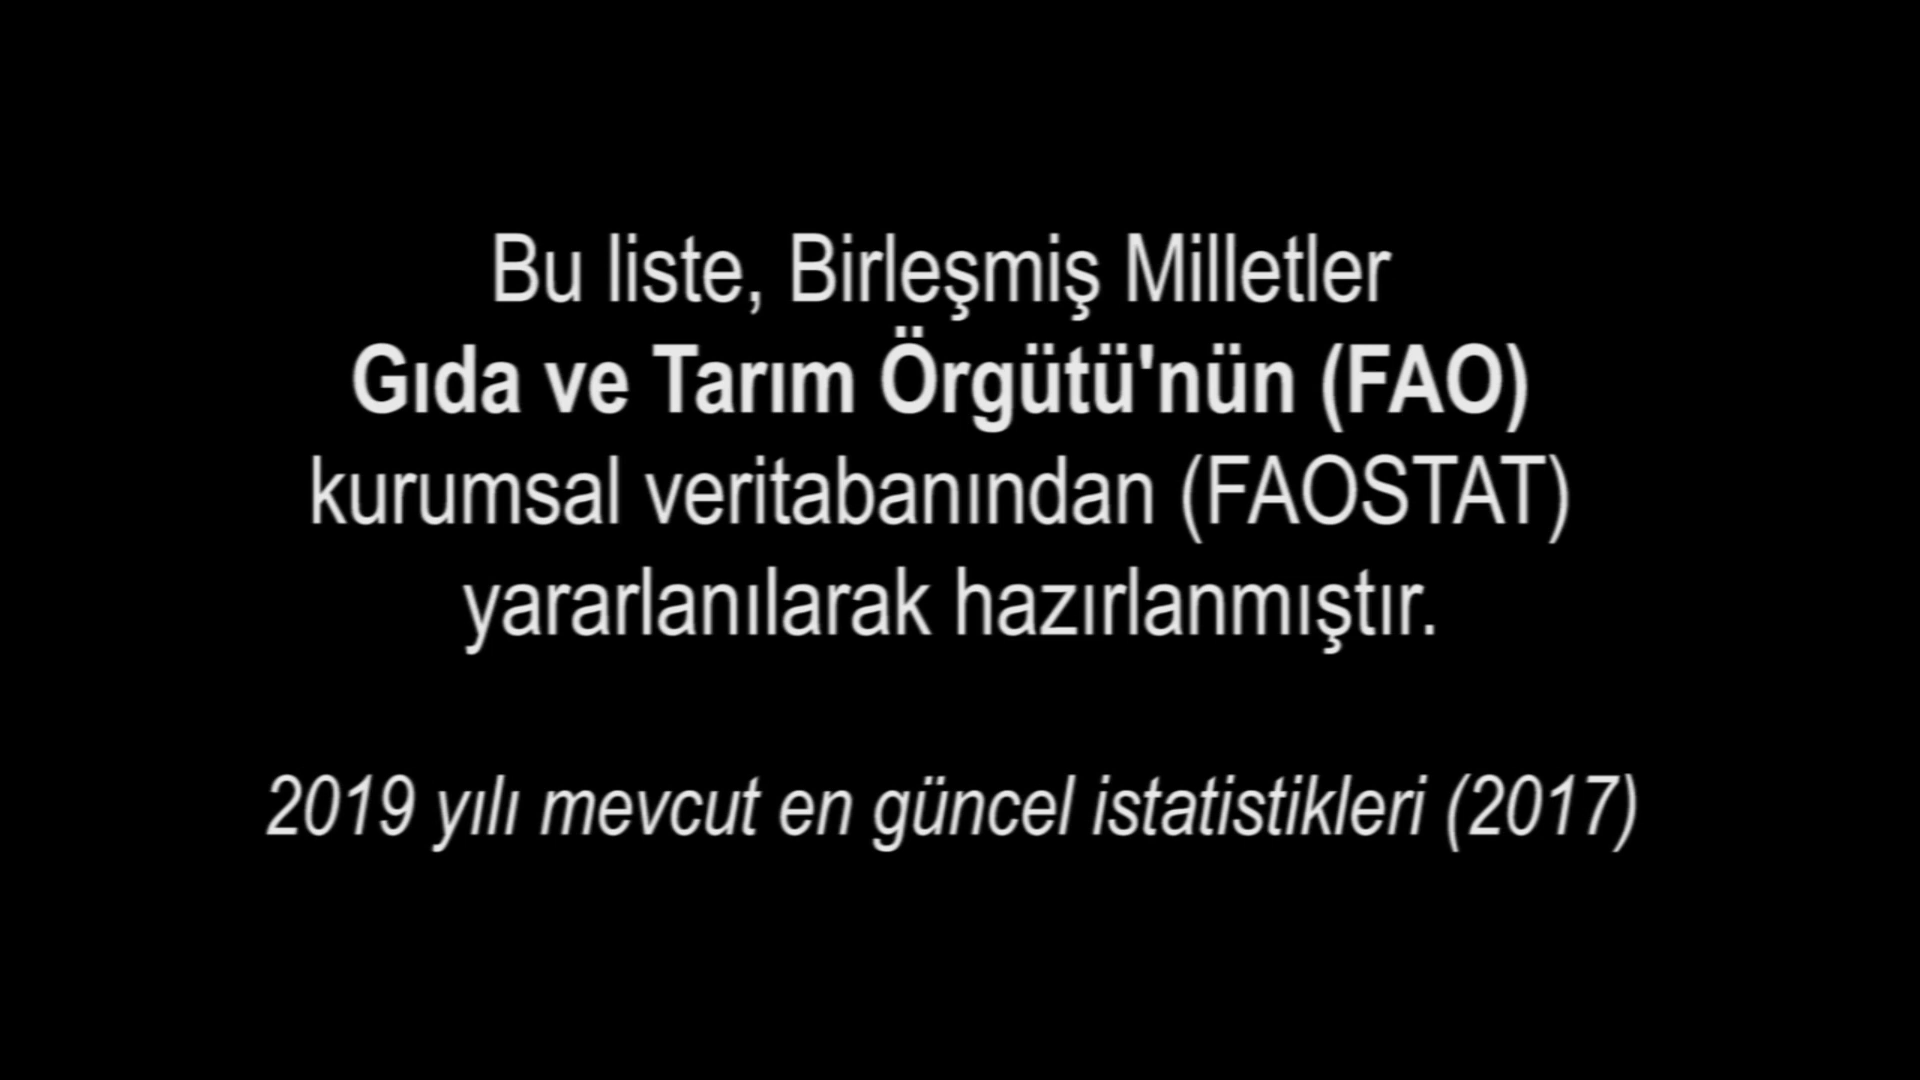 Bu liste, Birleşmiş Milletler
Gıda ve Tarım Örgütü'nün (FAO)
kurumsal veritabanından (FAOSTAT)
yararlanılarak hazırlanmıştır.
2019 yılı mevcut en güncel istatistikleri (2017)